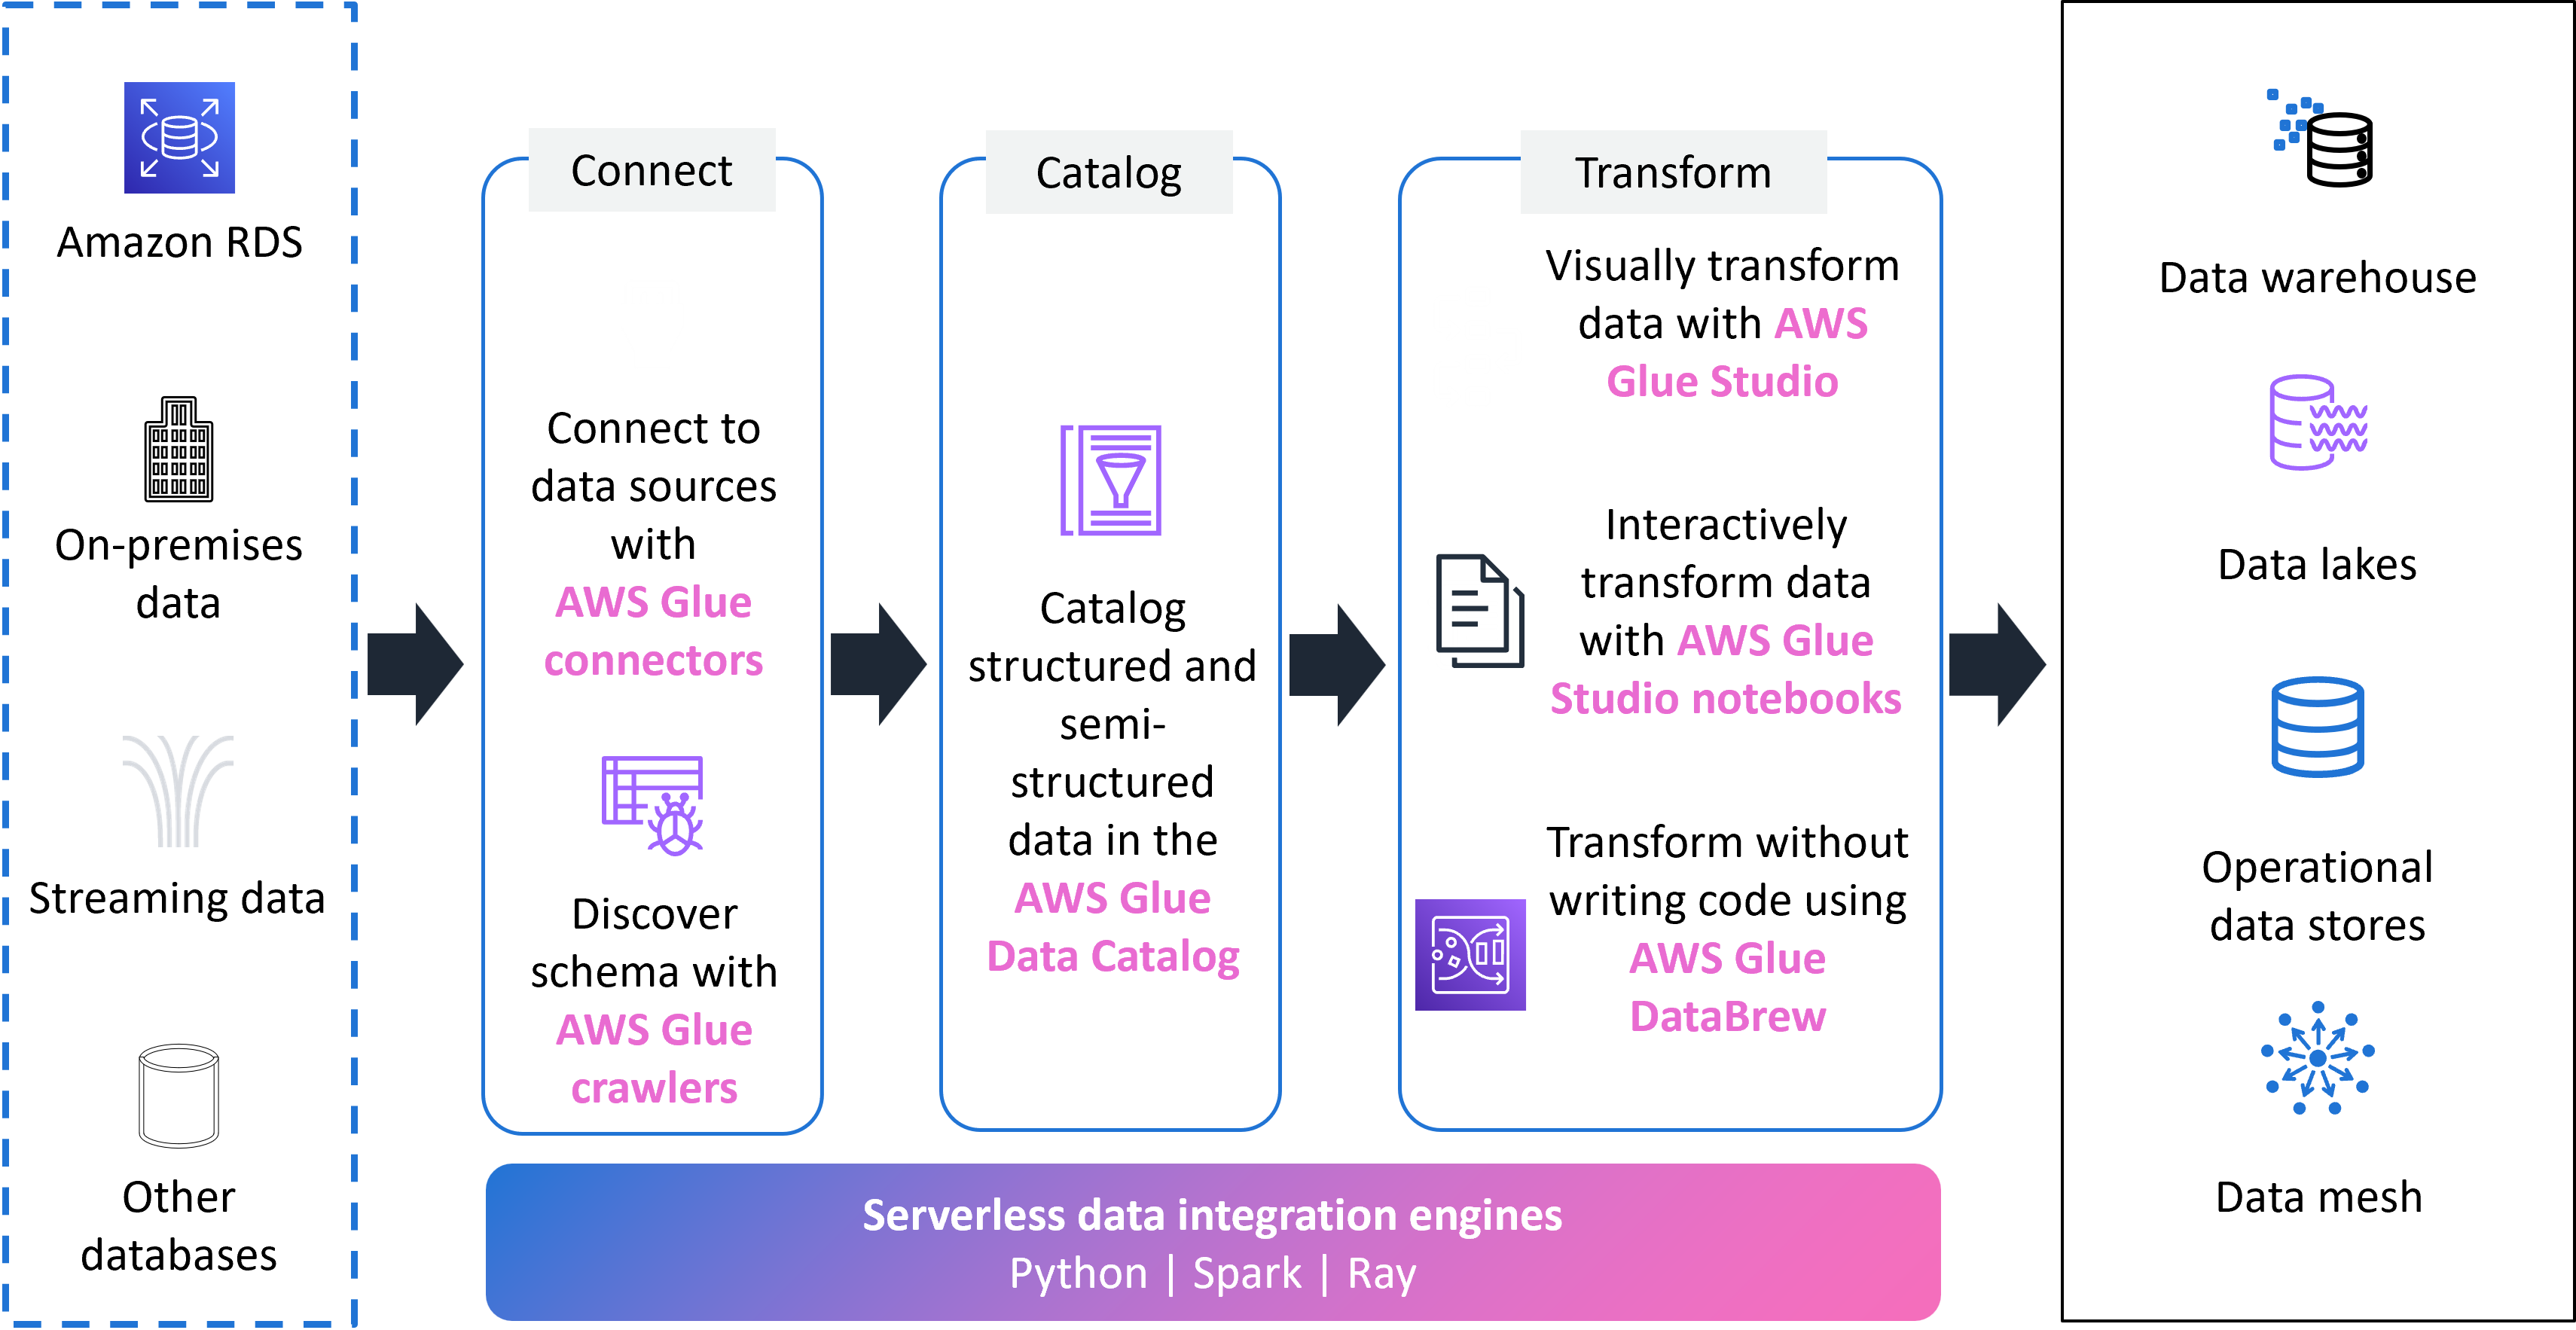 Amazon RDS
On-premises
data
Streaming data
Other
databases
Connect
Connect to
data sources
with
AWS Glue
connectors
Discover
schema with
AWS Glue
crawlers
Catalog
Catalog
structured and
semi-
structured
data in the
AWS Glue
Data Catalog
Transform
Visually transform
data with AWS
Glue Studio
Interactively
transform data
with AWS Glue
Studio notebooks
Transform without
writing code using
AWS Glue
DataBrew
Serverless data integration engines
Python | Spark | Ray
Data warehouse
Data lakes
Operational
data stores
Data mesh